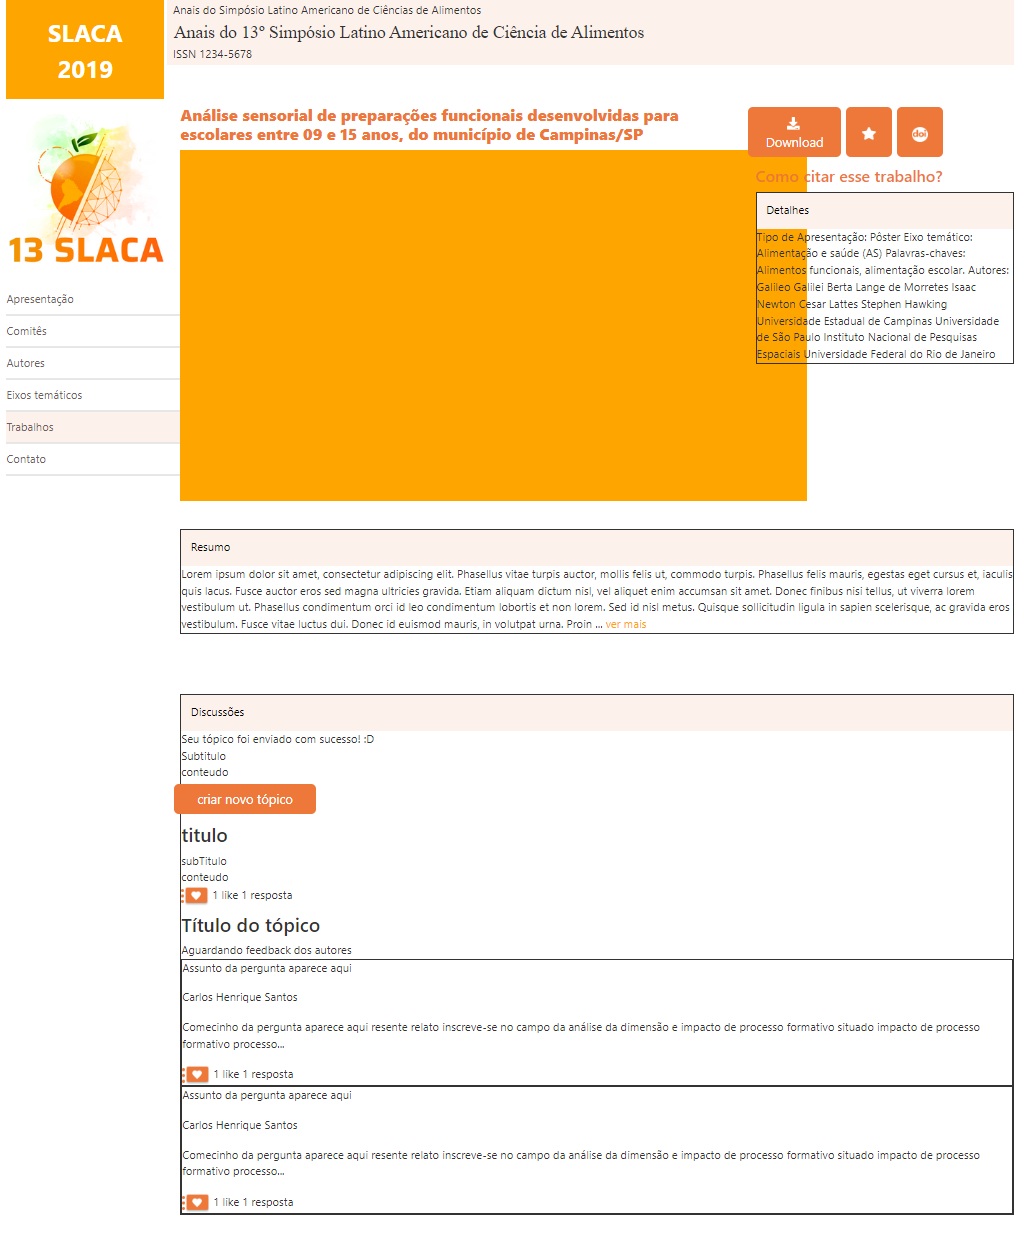 SLACA
2019
Anais do Simpósio Latino Americano de Ciências de Alimentos
Anais do 13º Simpósio Latino Americano de Ciência de Alimentos
ISSN 1234-5678
13 SLACA
Apresentação
Comitês
Autores
Eixos temáticos
Trabalhos
Contato
Análise sensorial de preparações funcionais desenvolvidas para
escolares entre 09 e 15 anos, do município de Campinas/SP
Download
doi
Como citar esse trabalho?
Detalhes
Tipo de Apresentação: Pôster Eixo temático:
Alimentação e saúde (AS) Palavras-chaves:
Alimentos funcionais, alimentação escolar. Autores:
Galileo Galilei Berta Lange de Morretes Isaac
Newton Cesar Lattes Stephen Hawking
Universidade Estadual de Campinas Universidade
de São Paulo Instituto Nacional de Pesquisas
Espaciais Universidade Federal do Rio de Janeiro
Resumo
Lorem ipsum dolor sit amet, consectetur adipiscing elit. Phasellus vitae turpis auctor, mollis felis ut, commodo turpis. Phasellus felis mauris, egestas eget cursus et, iaculis
quis lacus. Fusce auctor eros sed magna ultricies gravida. Etiam aliquam dictum nisl, vel aliquet enim accumsan sit amet. Donec finibus nisi tellus, ut viverra lorem
vestibulum ut. Phasellus condimentum orci id leo condimentum lobortis et non lorem. Sed id nisl metus. Quisque sollicitudin ligula in sapien scelerisque, ac gravida eros
vestibulum. Fusce vitae luctus dui. Donec id euismod mauris, in volutpat urna. Proin ... ver mais
Discussões
Seu tópico foi enviado com sucesso! :D
Subtitulo
conteudo
criar novo tópico
titulo
subTitulo
conteudo
1 like 1 resposta
Título do tópico
Aguardando feedback dos autores
Assunto da pergunta aparece aqui
Carlos Henrique Santos
Comecinho da pergunta aparece aqui resente relato inscreve-se no campo da análise da dimensão e impacto de processo formativo situado impacto de processo
formativo processo...
1 like 1 resposta
Assunto da pergunta aparece aqui
Carlos Henrique Santos
Comecinho da pergunta aparece aqui resente relato inscreve-se no campo da análise da dimensão e impacto de processo formativo situado impacto de processo
formativo processo...
1 like 1 resposta